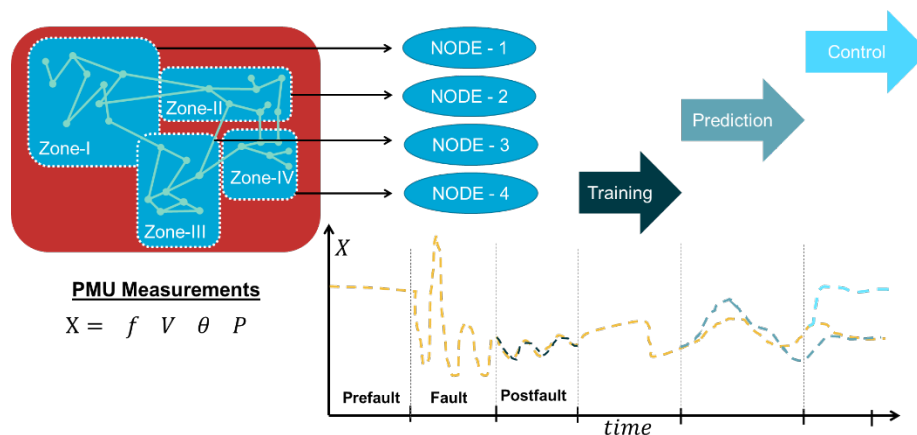 Zone-I
Zone-II
Zone-III
Zone-IV
NODE - 1
NODE - 2
NODE - 3
NODE - 4
Training
Prediction
Control
PMU Measurements
X = f V θ P
X
Prefault
Fault
Postfault
time